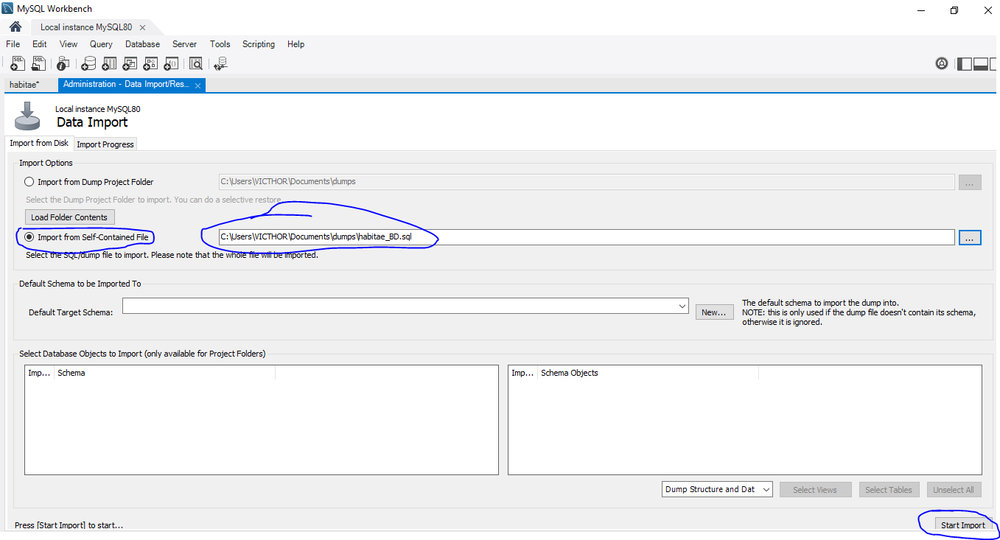 MySQL Workbench
Local instance MySQL80
File Edit View Query Database Server Tools Scripting Help
SQL SQL
habitae* Administration - Data Import/Res...
Local instance MySQL80
Data Import
Import from Disk Import Progress
Import Options
Import from Dump Project Folder C:\Users\VICTHOR\Documents\dumps ...
Select the Dump Project Folder to import. You can do a selective restore.
Load Folder Contents
Import from Self-Contained File C:\Users\VICTHOR\Documents\dumps\habitae_BD.sql ...
Select the SQL/dump file to import. Please note that the whole file will be imported.
Default Schema to be Imported To
Default Target Schema: New...
The default schema to import the dump into.
NOTE: this is only used if the dump file doesn't contain its schema,
otherwise it is ignored.
Select Database Objects to Import (only available for Project Folders)
Imp... Schema Imp... Schema Objects
Dump Structure and Dat Select Views Select Tables Unselect All
Press [Start Import] to start... Start Import